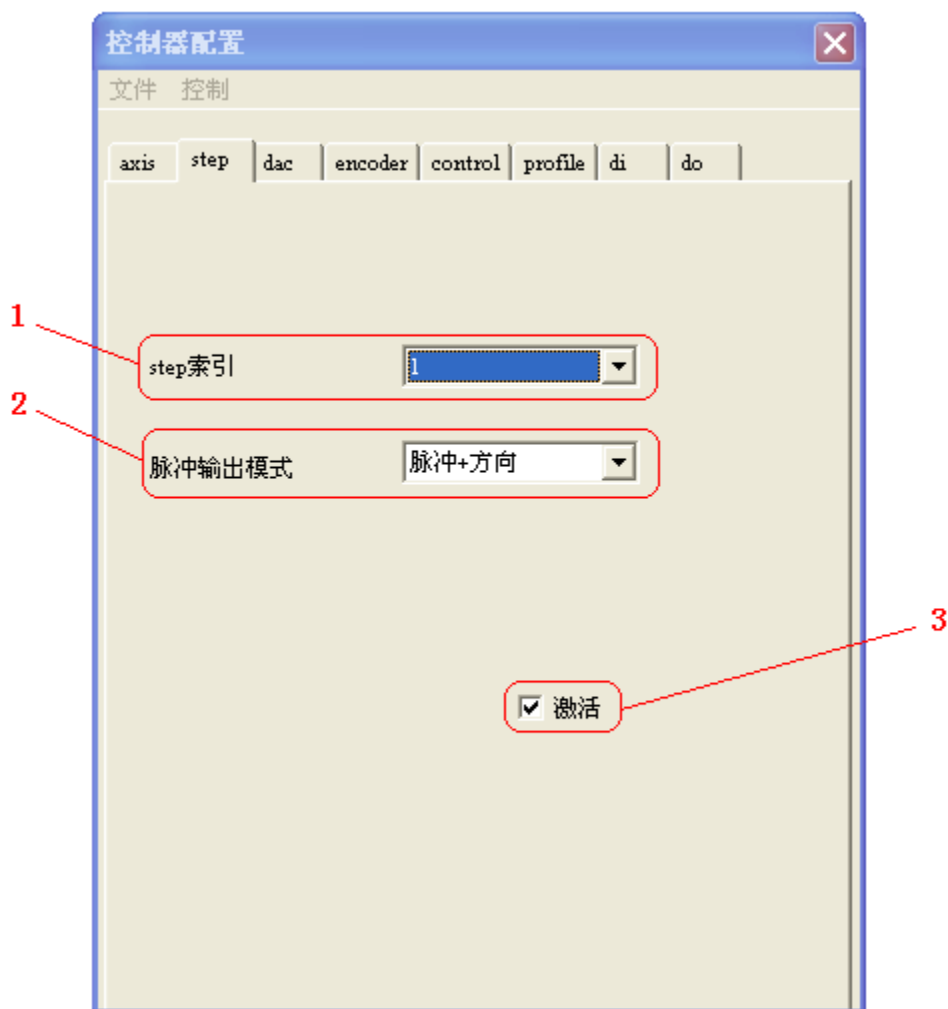 控制器配置
文件 控制
axis step dac encoder control profile di do
1
step索引 1
2
脉冲输出模式 脉冲+方向
3
激活